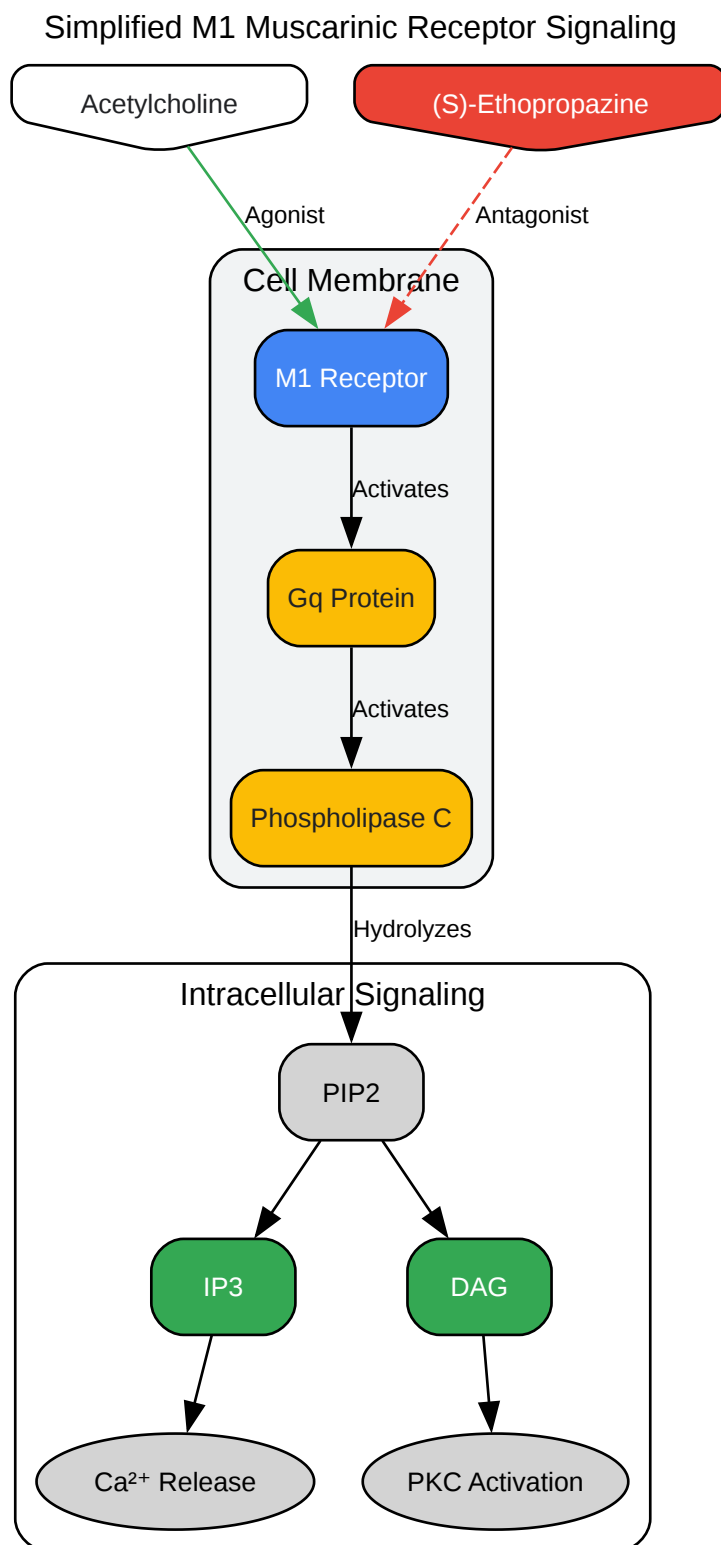 Simplified M1 Muscarinic Receptor Signaling
Acetylcholine
(S)-Ethopropazine
Agonist
Antagonist
Cell Membrane
M1 Receptor
Activates
Gq Protein
Activates
Phospholipase C
Hydrolyzes
Intracellular Signaling
PIP2
IP3
DAG
Ca²⁺ Release
PKC Activation